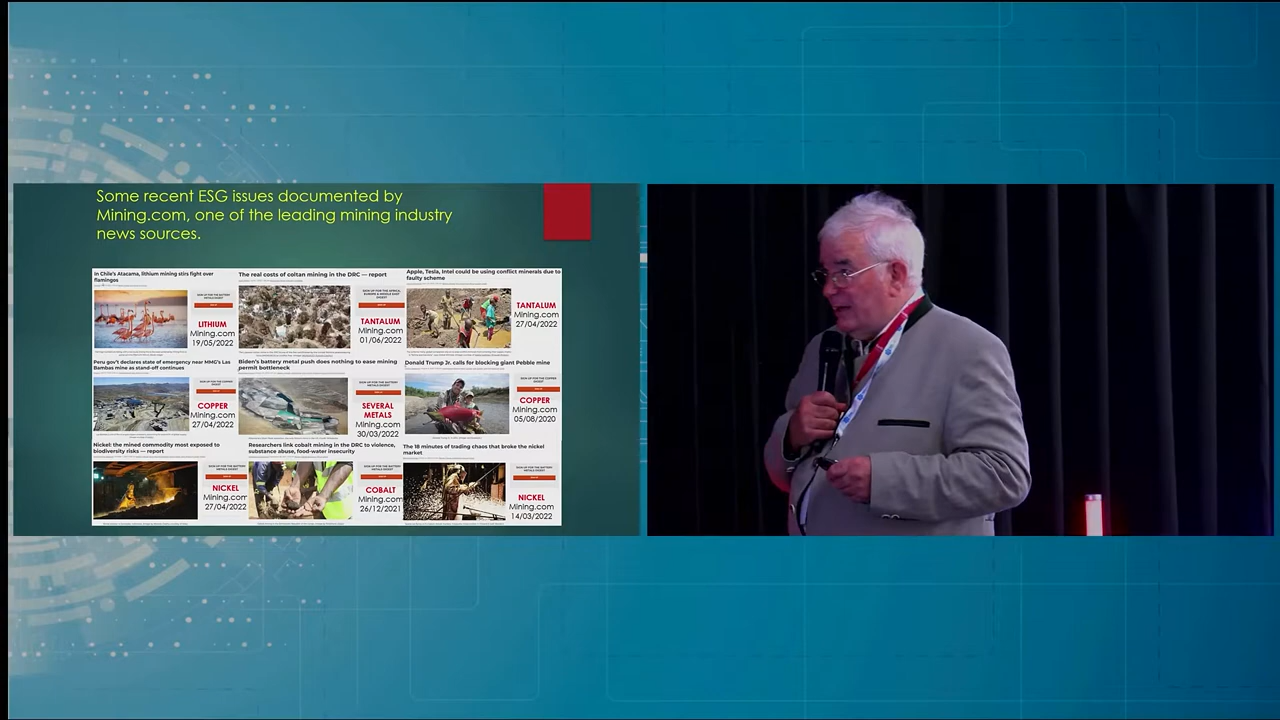 Some recent ESG issues documented by
Mining.com, one of the leading mining industry
news sources.
In Chile's Atacama, lithium mining stirs fight over
flamingos
LITHIUM
Mining.com
19/05/2022
The real costs of coltan mining in the DRC — report
TANTALUM
Mining.com
01/06/2022
Apple, Tesla, Intel could be using conflict minerals due to
faulty scheme
TANTALUM
Mining.com
27/04/2022
Peru gov't declares state of emergency near MMG's Las
Bambas mine as stand-off continues
COPPER
Mining.com
27/04/2022
Biden's battery metal push does nothing to ease mining
permit bottleneck
SEVERAL
METALS
Mining.com
30/03/2022
Donald Trump Jr. calls for blocking giant Pebble mine
COPPER
Mining.com
05/08/2020
Nickel: the mined commodity most exposed to
biodiversity risks — report
NICKEL
Mining.com
27/04/2022
Researchers link cobalt mining in the DRC to violence,
substance abuse, food-water insecurity
COBALT
Mining.com
26/12/2021
The 18 minutes of trading chaos that broke the nickel
market
NICKEL
Mining.com
14/03/2022